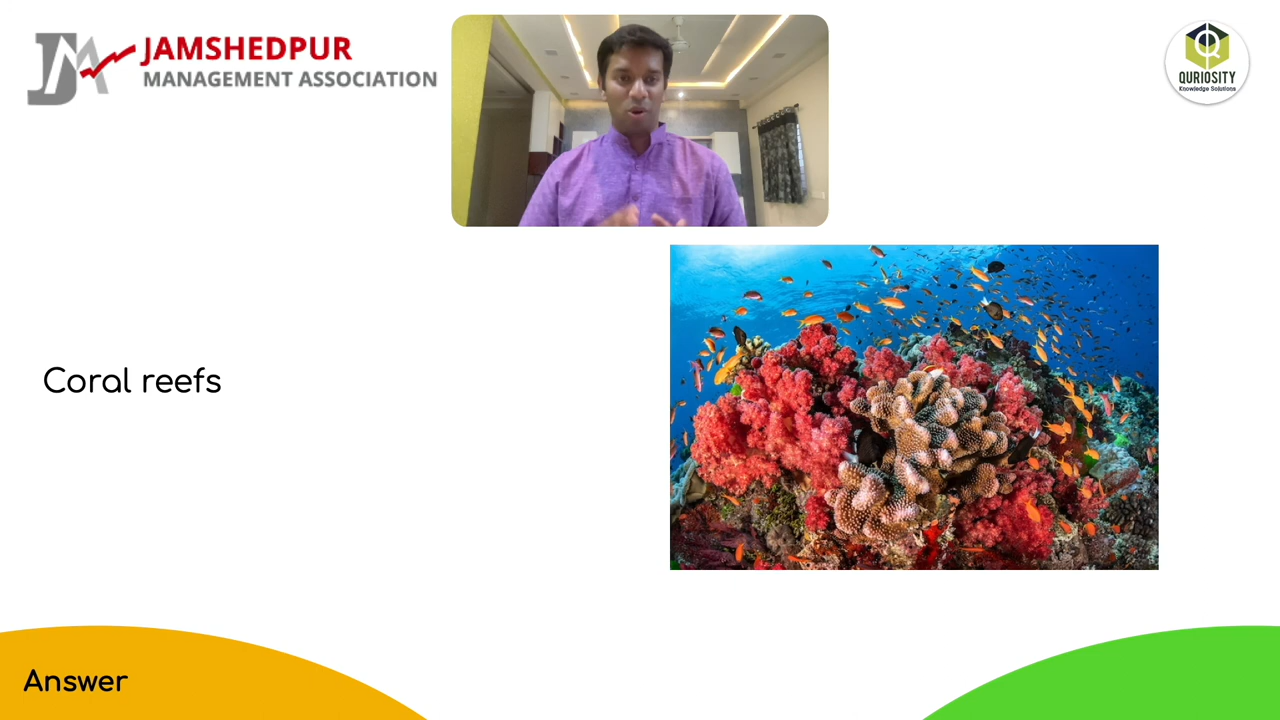 JAMSHEDPUR
MANAGEMENT ASSOCIATION
QURIOSITY
Knowledge Solutions
Coral reefs
Answer